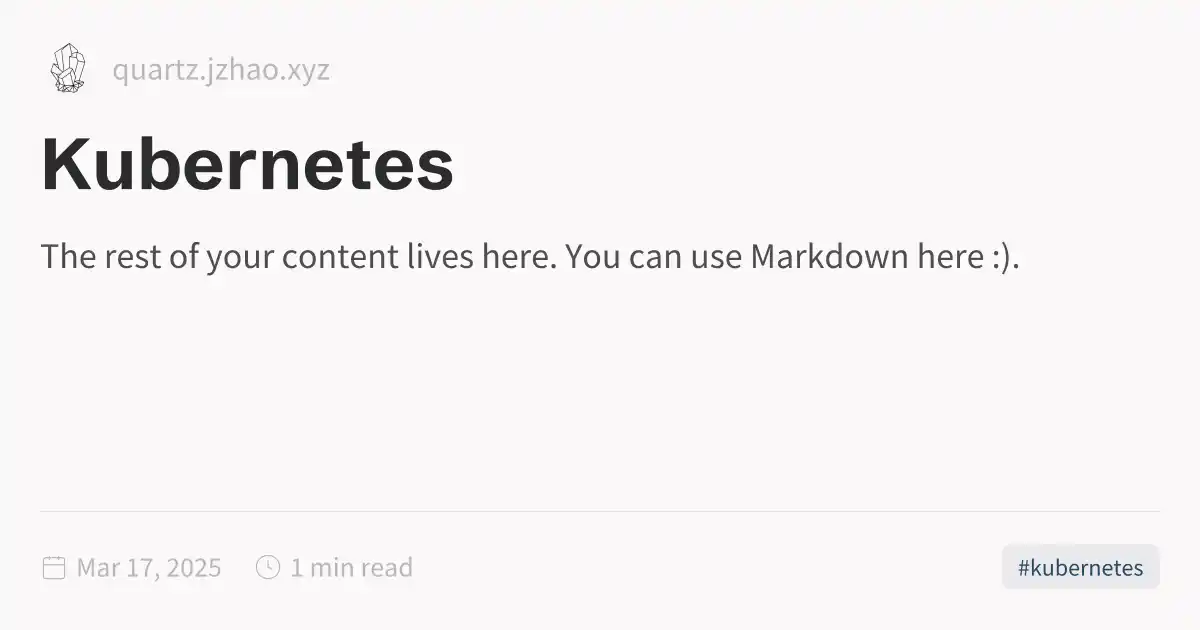 quartz.jzhao.xyz
Kubernetes
The rest of your content lives here. You can use Markdown here :).
Mar 17, 2025 1 min read #kubernetes